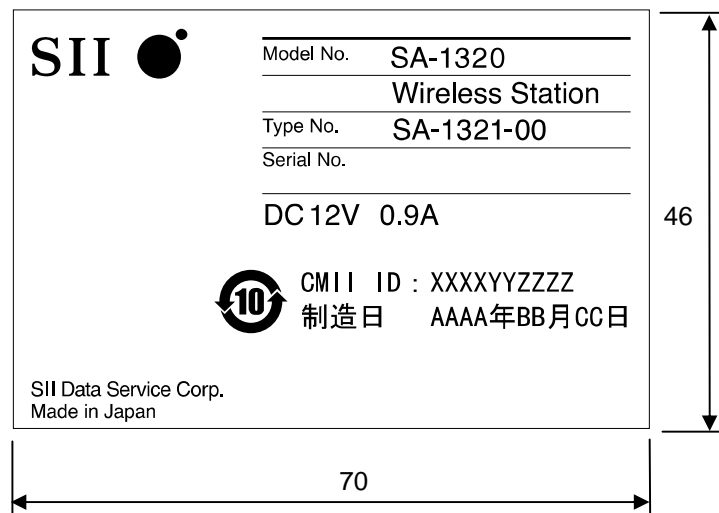 SII
Model No. SA-1320
Wireless Station
Type No. SA-1321-00
Serial No.
DC 12V 0.9A
10
CMII ID : XXXXYYZZZZ
制造日 AAAA年BB月CC日
SII Data Service Corp.
Made in Japan
46
70